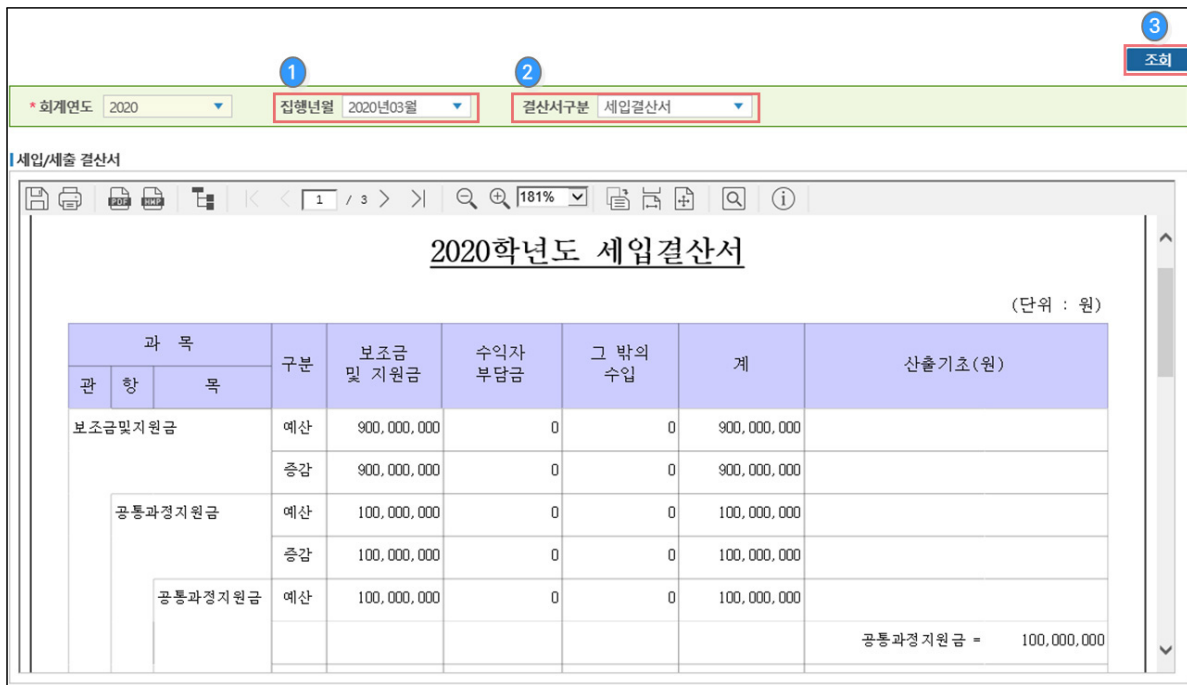 3
조회
1
2
* 회계연도 2020 집행년월 2020년03월 결산서구분 세입결산서
세입/세출 결산서
PDF HWP 1 / 3 181%
2020학년도 세입결산서
(단위 : 원)
과 목 구분 보조금 및 지원금 수익자 부담금 그 밖의 수입 계 산출기초(원)
관 항 목
보조금및지원금 예산 900,000,000 0 0 900,000,000
증감 900,000,000 0 0 900,000,000
공통과정지원금 예산 100,000,000 0 0 100,000,000
증감 100,000,000 0 0 100,000,000
공통과정지원금 예산 100,000,000 0 0 100,000,000
공통과정지원금 = 100,000,000